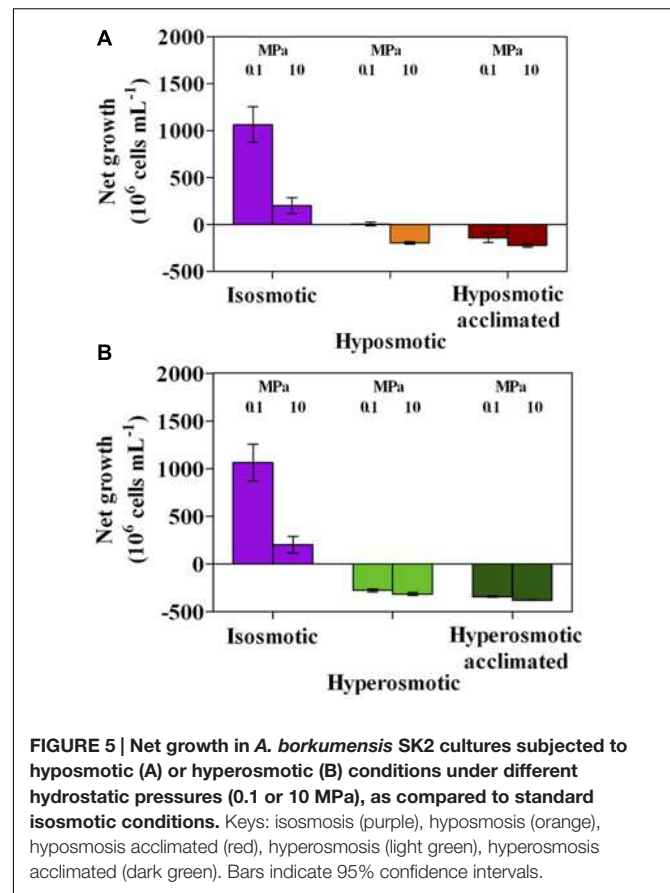 A
2000
1500
1000
500
0
-500
Net growth
(10⁶ cells mL⁻¹)
MPa MPa MPa
0.1 10 0.1 10 0.1 10
Isosmotic
Hyposmotic
Hyposmotic
acclimated
B
2000
1500
1000
500
0
-500
Net growth
(10⁶ cells mL⁻¹)
MPa MPa MPa
0.1 10 0.1 10 0.1 10
Isosmotic
Hyperosmotic
Hyperosmotic
acclimated
FIGURE 5 | Net growth in A. borkumensis SK2 cultures subjected to
hyposmotic (A) or hyperosmotic (B) conditions under different
hydrostatic pressures (0.1 or 10 MPa), as compared to standard
isosmotic conditions. Keys: isosmosis (purple), hyposmosis (orange),
hyposmosis acclimated (red), hyperosmosis (light green), hyperosmosis
acclimated (dark green). Bars indicate 95% confidence intervals.